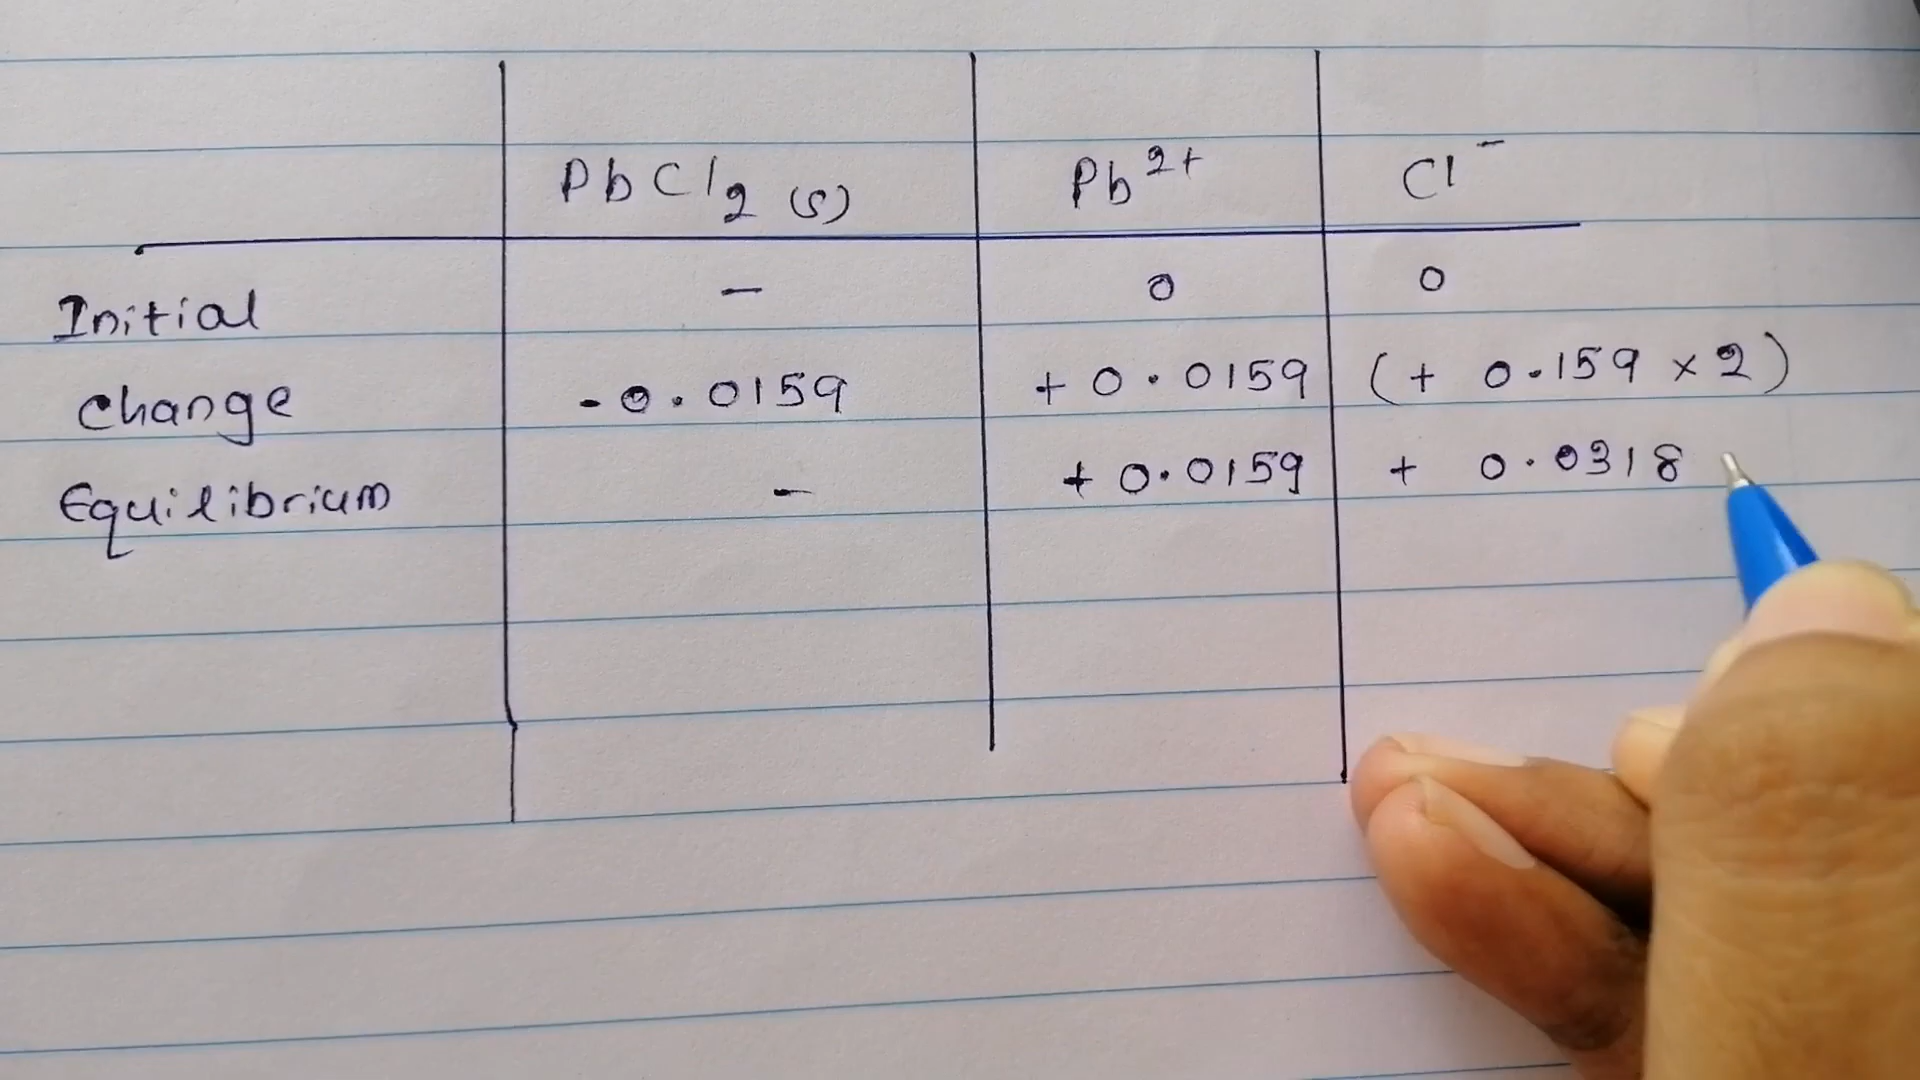 PbCl2 (s) Pb2+ Cl-
Initial - 0 0
Change -0.0159 +0.0159 (+ 0.159 x 2)
Equilibrium - +0.0159 + 0.0318